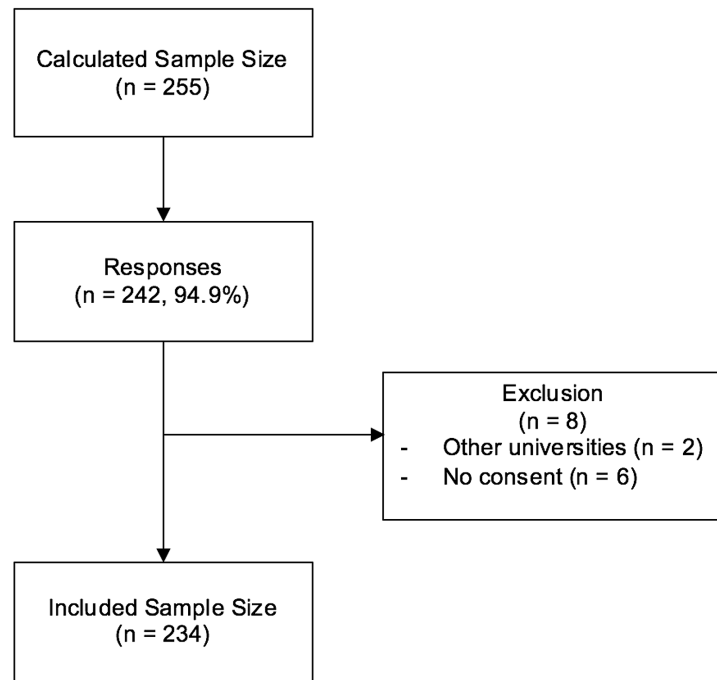 Calculated Sample Size
(n = 255)
Responses
(n = 242, 94.9%)
Exclusion
(n = 8)
- Other universities (n = 2)
- No consent (n = 6)
Included Sample Size
(n = 234)